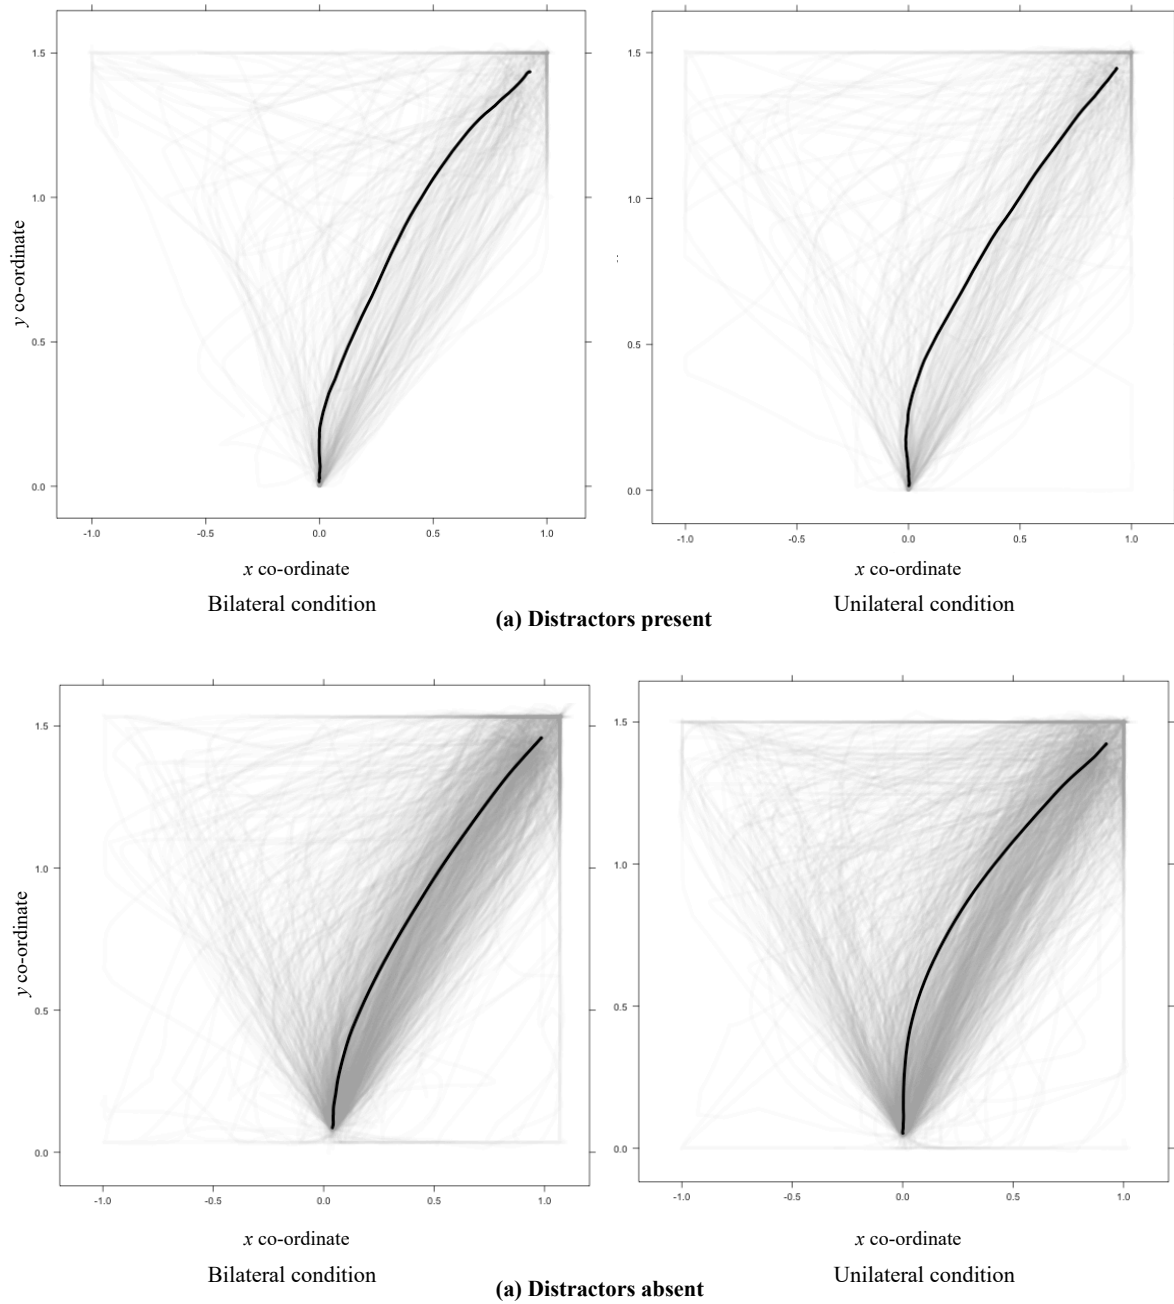 1.5
1.0
0.5
0.0
y co-ordinate
-1.0 -0.5 0.0 0.5 1.0
x co-ordinate
Bilateral condition
1.5
1.0
0.5
0.0
-1.0 -0.5 0.0 0.5 1.0
x co-ordinate
Unilateral condition
(a) Distractors present
1.5
1.0
0.5
0.0
y co-ordinate
-1.0 -0.5 0.0 0.5 1.0
x co-ordinate
Bilateral condition
1.5
1.0
0.5
0.0
-1.0 -0.5 0.0 0.5 1.0
x co-ordinate
Unilateral condition
(a) Distractors absent